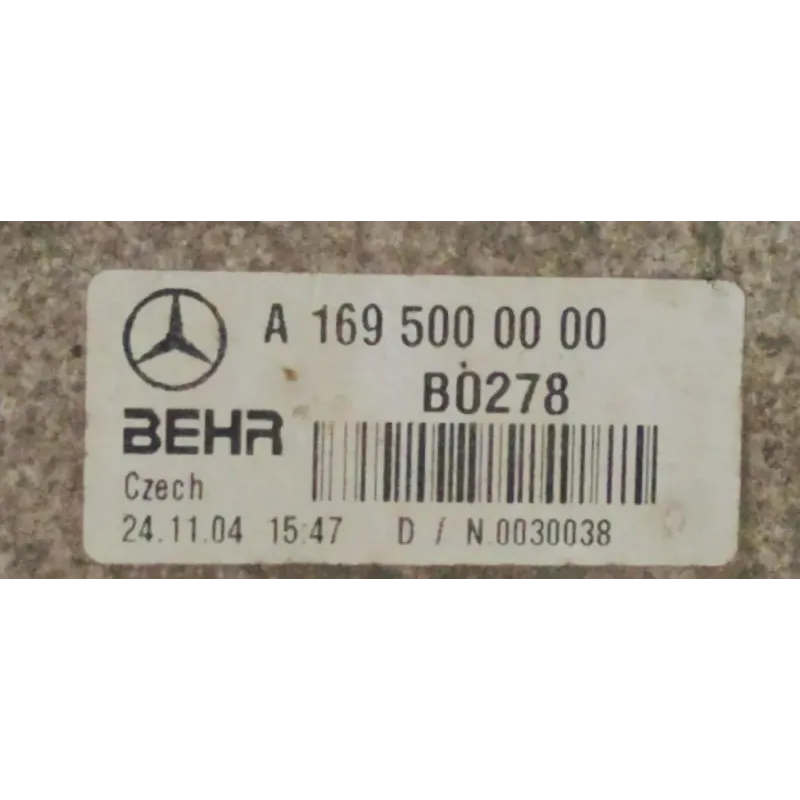 A 169 500 00 00
B0278
BEHR
Czech
24.11.04 15:47 D / N 0030038